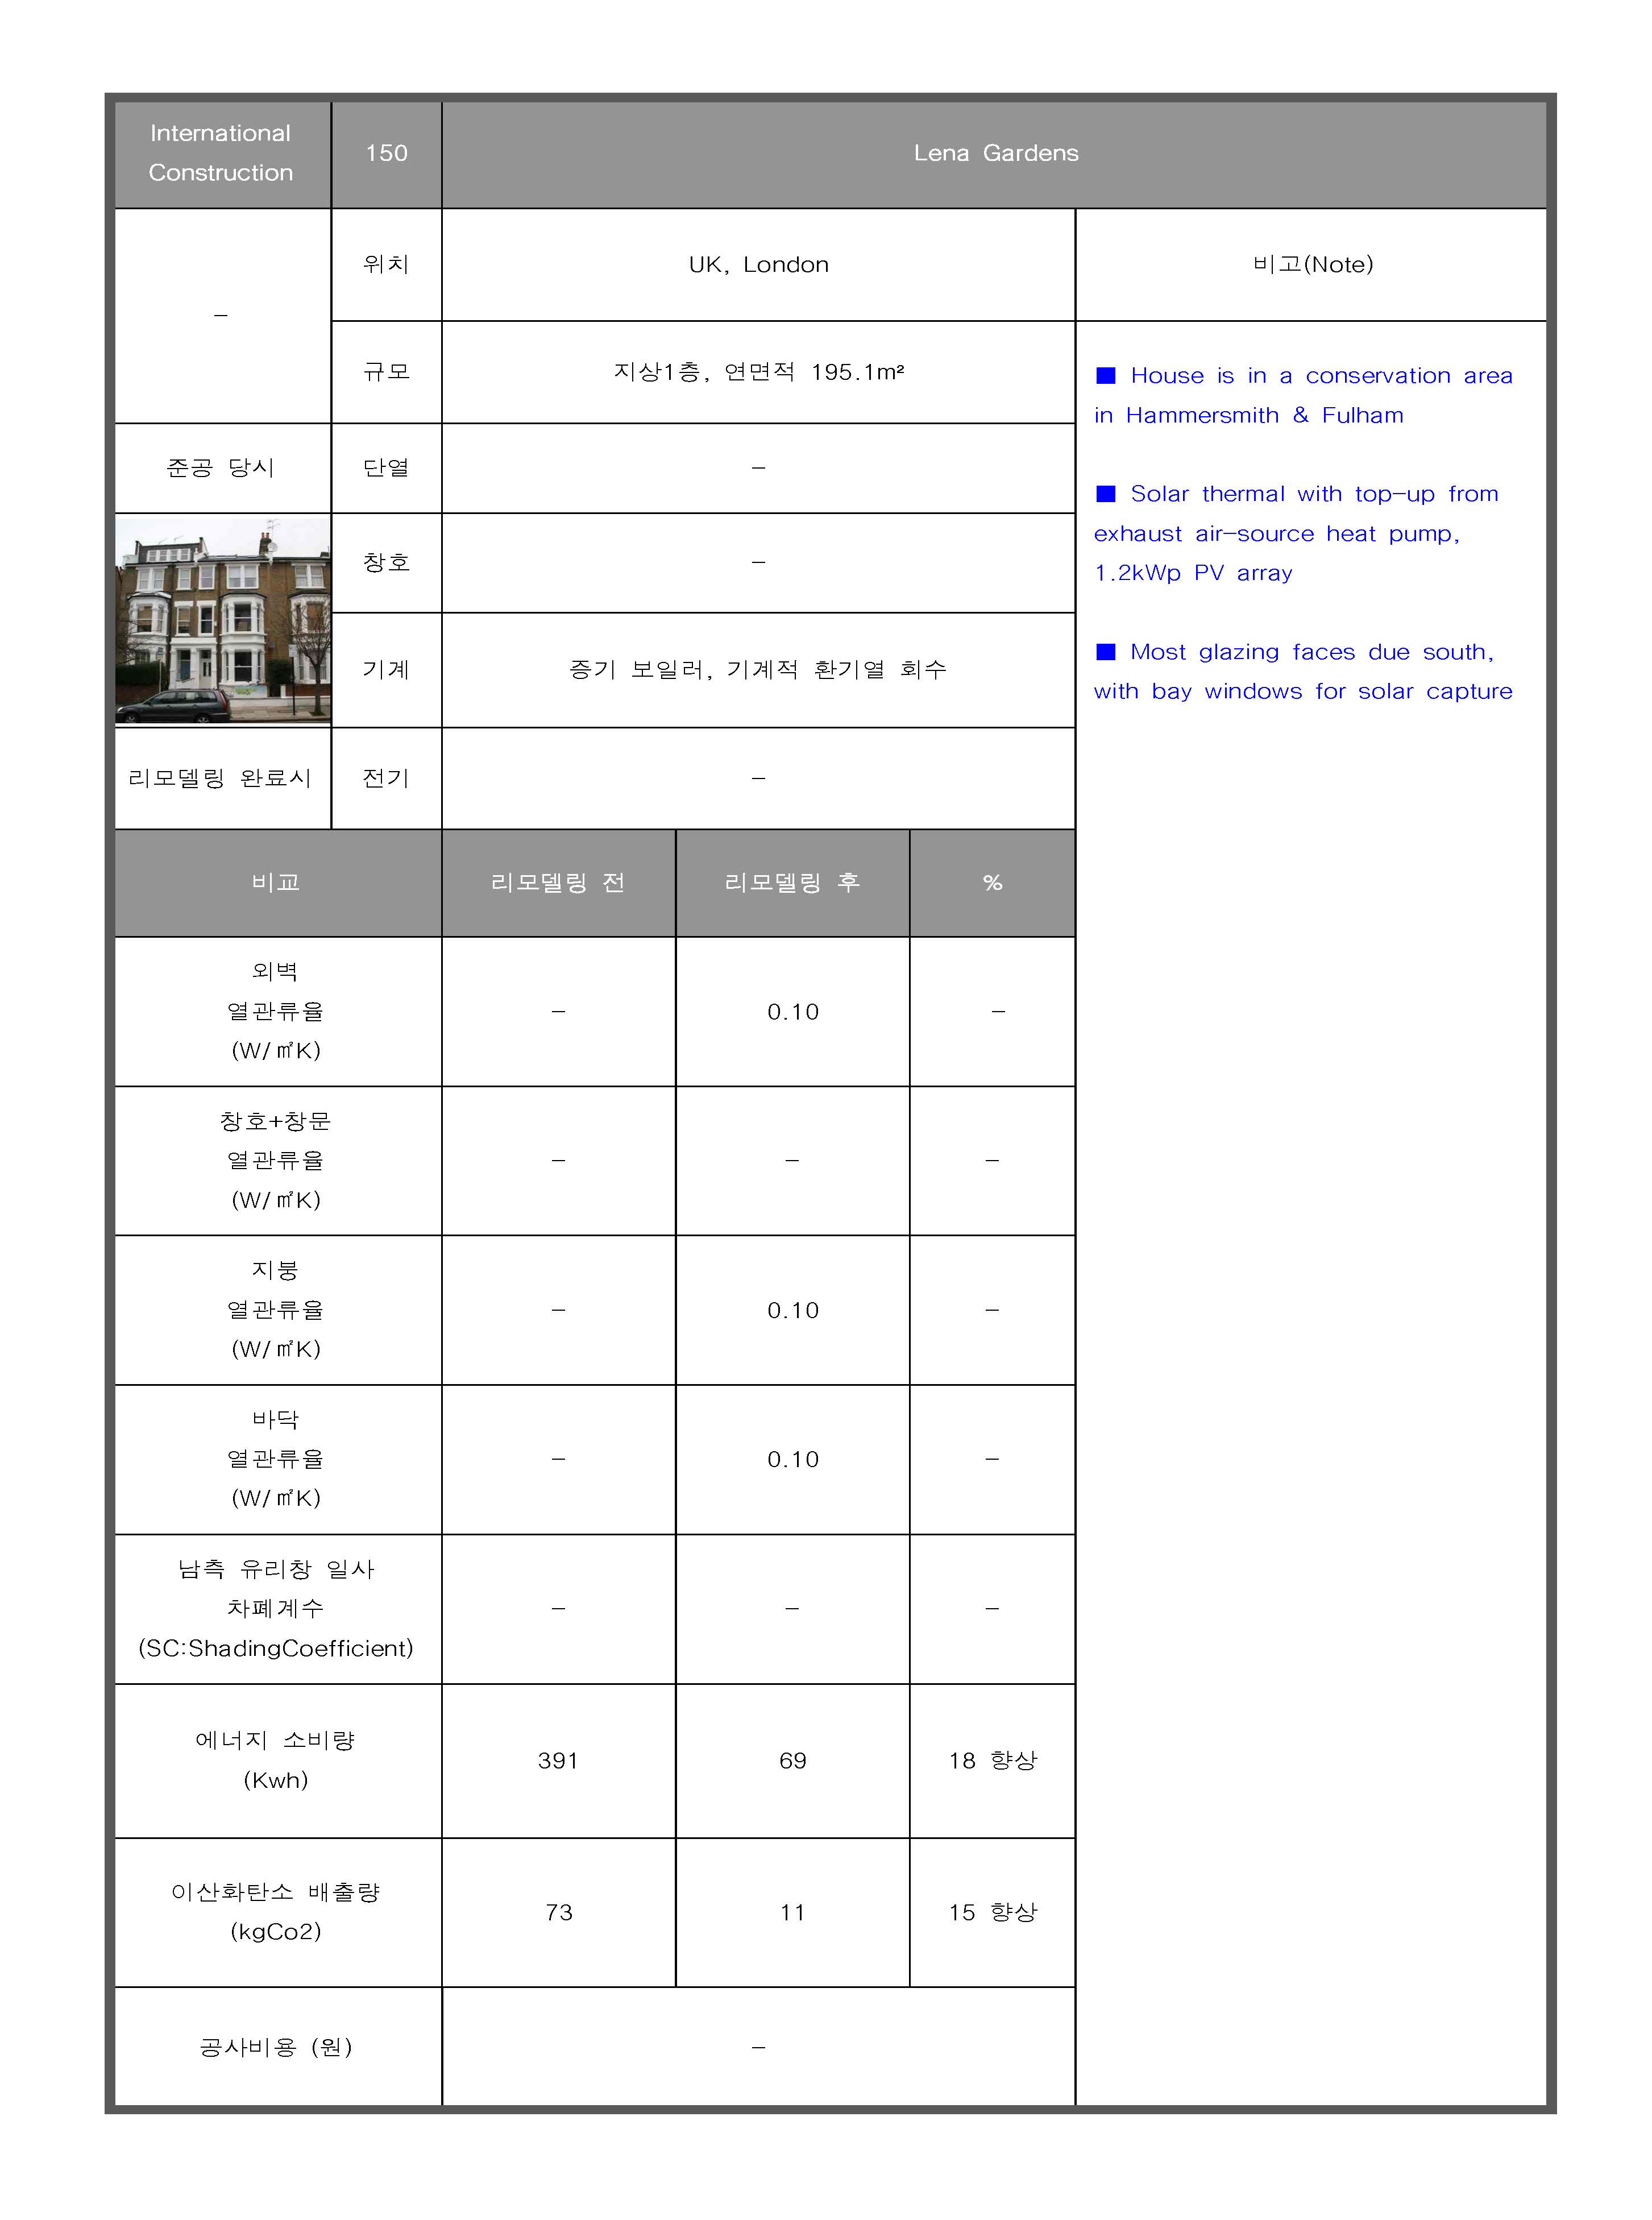 International
Construction
150
Lena Gardens
-
위치
UK, London
비고(Note)
규모
지상1층, 연면적 195.1m²
■ House is in a conservation area
in Hammersmith & Fulham
■ Solar thermal with top-up from
exhaust air-source heat pump,
1.2kWp PV array
■ Most glazing faces due south,
with bay windows for solar capture
준공 당시
단열
-
창호
-
기계
증기 보일러, 기계적 환기열 회수
리모델링 완료시
전기
-
비교
리모델링 전
리모델링 후
%
외벽
열관류율
(W/㎡K)
-
0.10
-
창호+창문
열관류율
(W/㎡K)
-
-
-
지붕
열관류율
(W/㎡K)
-
0.10
-
바닥
열관류율
(W/㎡K)
-
0.10
-
남측 유리창 일사
차폐계수
(SC:ShadingCoefficient)
-
-
-
에너지 소비량
(Kwh)
391
69
18 향상
이산화탄소 배출량
(kgCo2)
73
11
15 향상
공사비용 (원)
-